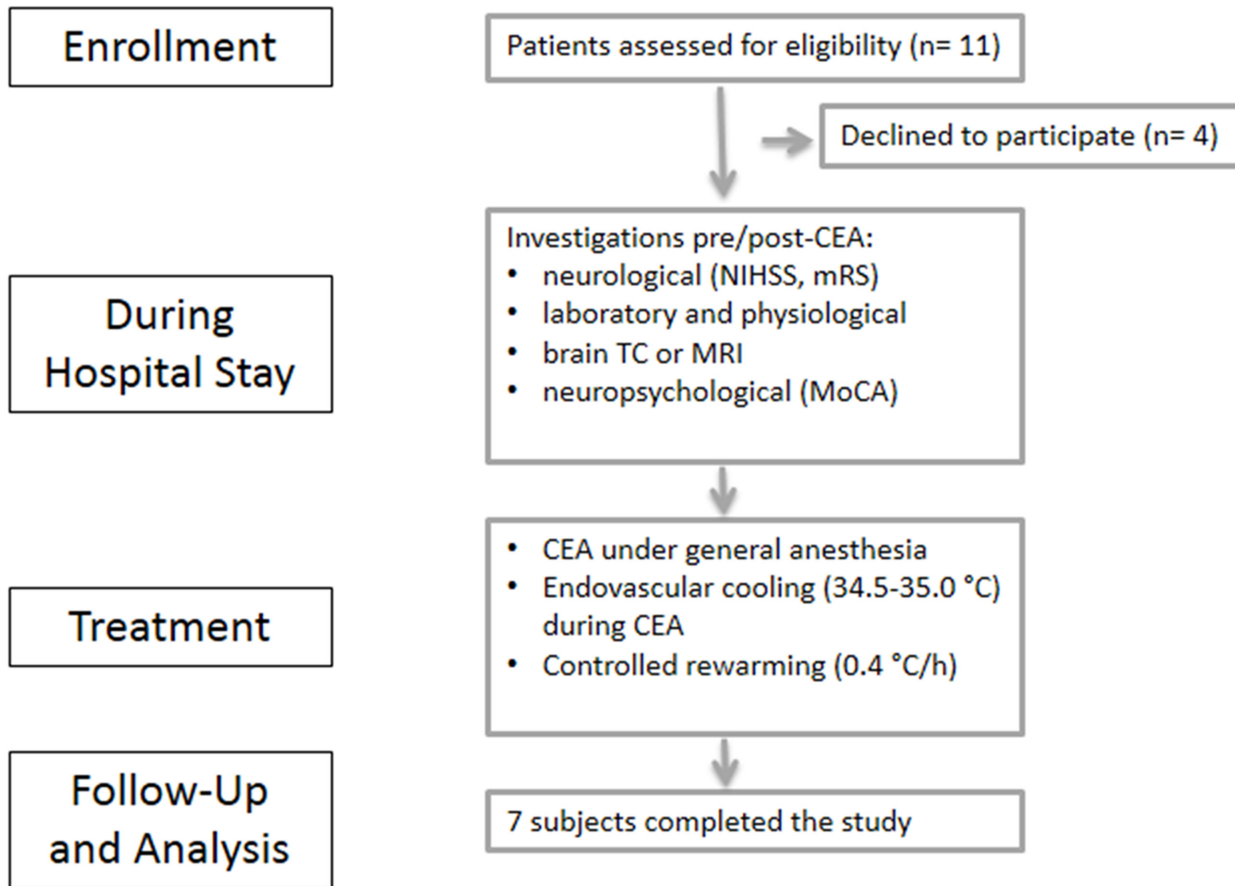 Enrollment
Patients assessed for eligibility (n= 11)
Declined to participate (n= 4)
During
Hospital Stay
Investigations pre/post-CEA:
• neurological (NIHSS, mRS)
• laboratory and physiological
• brain TC or MRI
• neuropsychological (MoCA)
Treatment
• CEA under general anesthesia
• Endovascular cooling (34.5-35.0 °C)
during CEA
• Controlled rewarming (0.4 °C/h)
Follow-Up
and Analysis
7 subjects completed the study